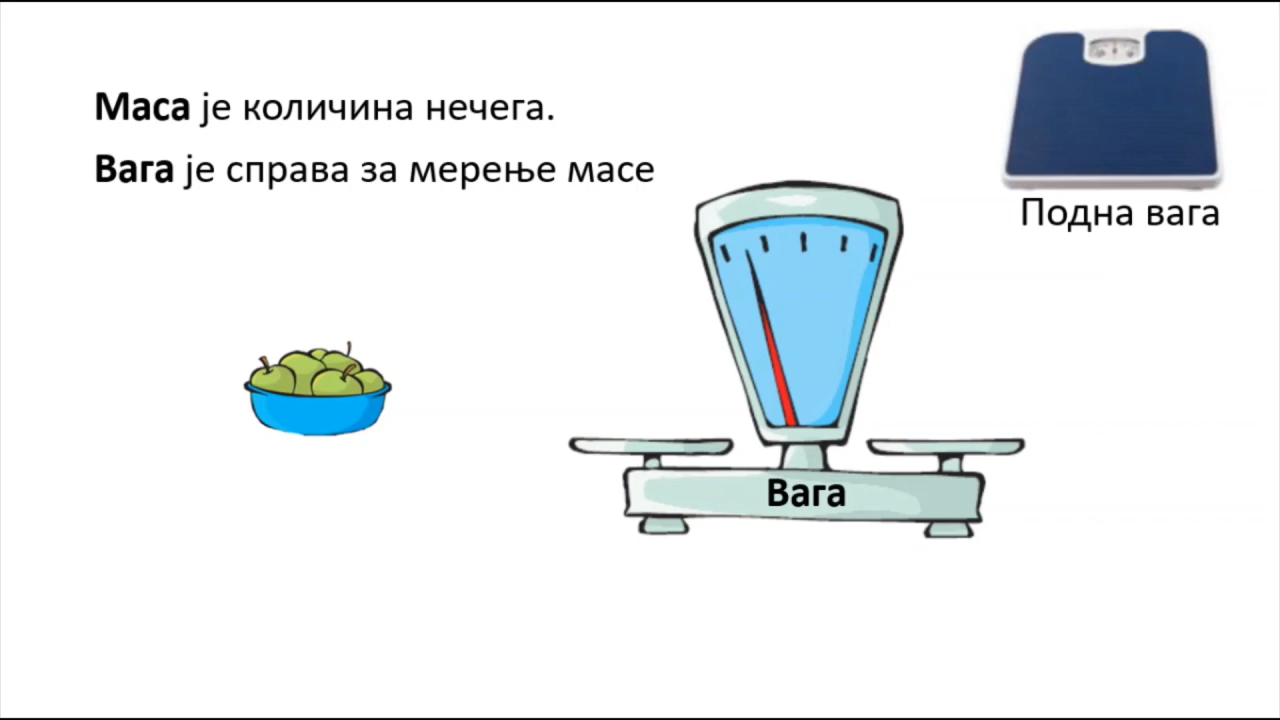 Маса је количина нечега.
Вага је справа за мерење масе
Подна вага
Вага